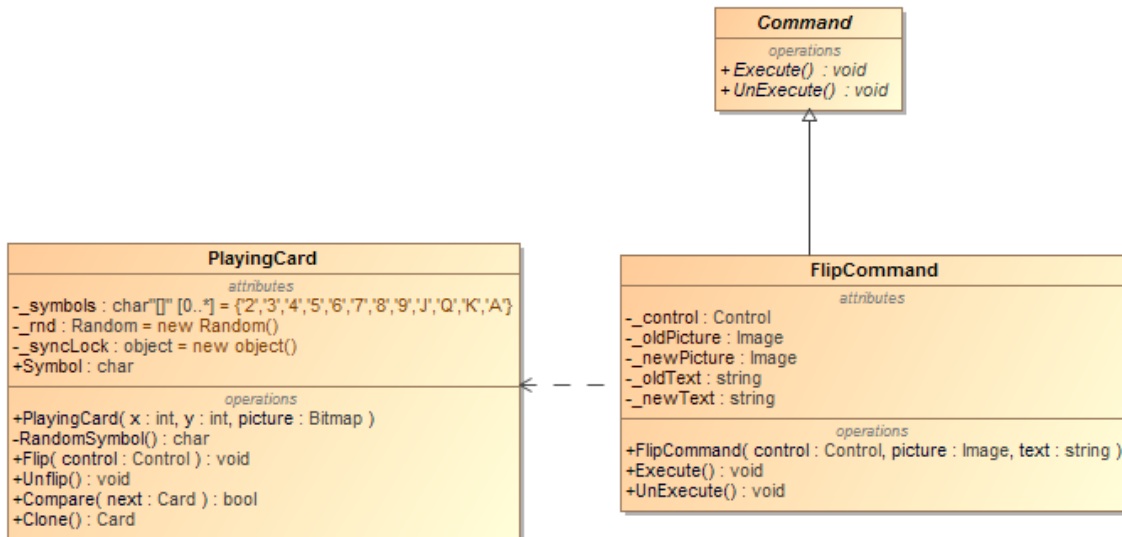 Command
operations
+Execute() : void
+UnExecute() : void
PlayingCard
attributes
-_symbols : char"[]" [0..*] = {'2','3','4','5','6','7','8','9','J','Q','K','A'}
-_rnd : Random = new Random()
-_syncLock : object = new object()
+Symbol : char
operations
+PlayingCard( x : int, y : int, picture : Bitmap )
-RandomSymbol() : char
+Flip( control : Control ) : void
+Unflip() : void
+Compare( next : Card ) : bool
+Clone() : Card
FlipCommand
attributes
-_control : Control
-_oldPicture : Image
-_newPicture : Image
-_oldText : string
-_newText : string
operations
+FlipCommand( control : Control, picture : Image, text : string )
+Execute() : void
+UnExecute() : void